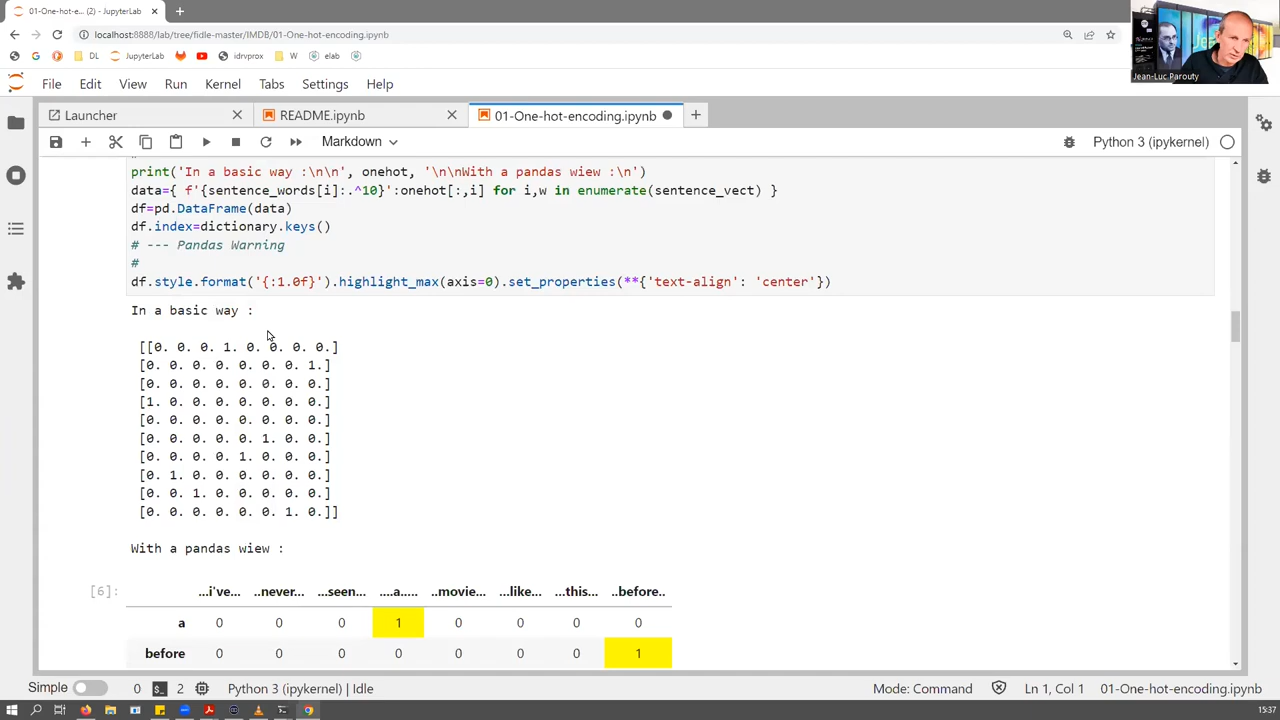 01-One-hot-e... (2) - JupyterLab
localhost:8888/lab/tree/fidle-master/IMDB/01-One-hot-encoding.ipynb
DL JupyterLab idrvprox W elab
Jean-Luc Parouty
File Edit View Run Kernel Tabs Settings Help
Launcher README.ipynb 01-One-hot-encoding.ipynb
Markdown Python 3 (ipykernel)
print('In a basic way :\n\n', onehot, '\n\nWith a pandas wiew :\n')
data={ f'{sentence_words[i]:.^10}':onehot[:,i] for i,w in enumerate(sentence_vect) }
df=pd.DataFrame(data)
df.index=dictionary.keys()
# --- Pandas Warning
#
df.style.format('{:1.0f}').highlight_max(axis=0).set_properties(**{'text-align': 'center'})
In a basic way :
[[0. 0. 0. 1. 0. 0. 0. 0.]
[0. 0. 0. 0. 0. 0. 0. 1.]
[0. 0. 0. 0. 0. 0. 0. 0.]
[1. 0. 0. 0. 0. 0. 0. 0.]
[0. 0. 0. 0. 0. 0. 0. 0.]
[0. 0. 0. 0. 0. 1. 0. 0.]
[0. 0. 0. 0. 1. 0. 0. 0.]
[0. 1. 0. 0. 0. 0. 0. 0.]
[0. 0. 1. 0. 0. 0. 0. 0.]
[0. 0. 0. 0. 0. 0. 1. 0.]]
With a pandas wiew :
[6]:
...i've... ..never... ...seen... ....a..... ..movie... ...like... ...this... ..before..
a 0 0 0 1 0 0 0 0
before 0 0 0 0 0 0 0 1
Simple 0 2 Python 3 (ipykernel) | Idle Mode: Command Ln 1, Col 1 01-One-hot-encoding.ipynb
15:37